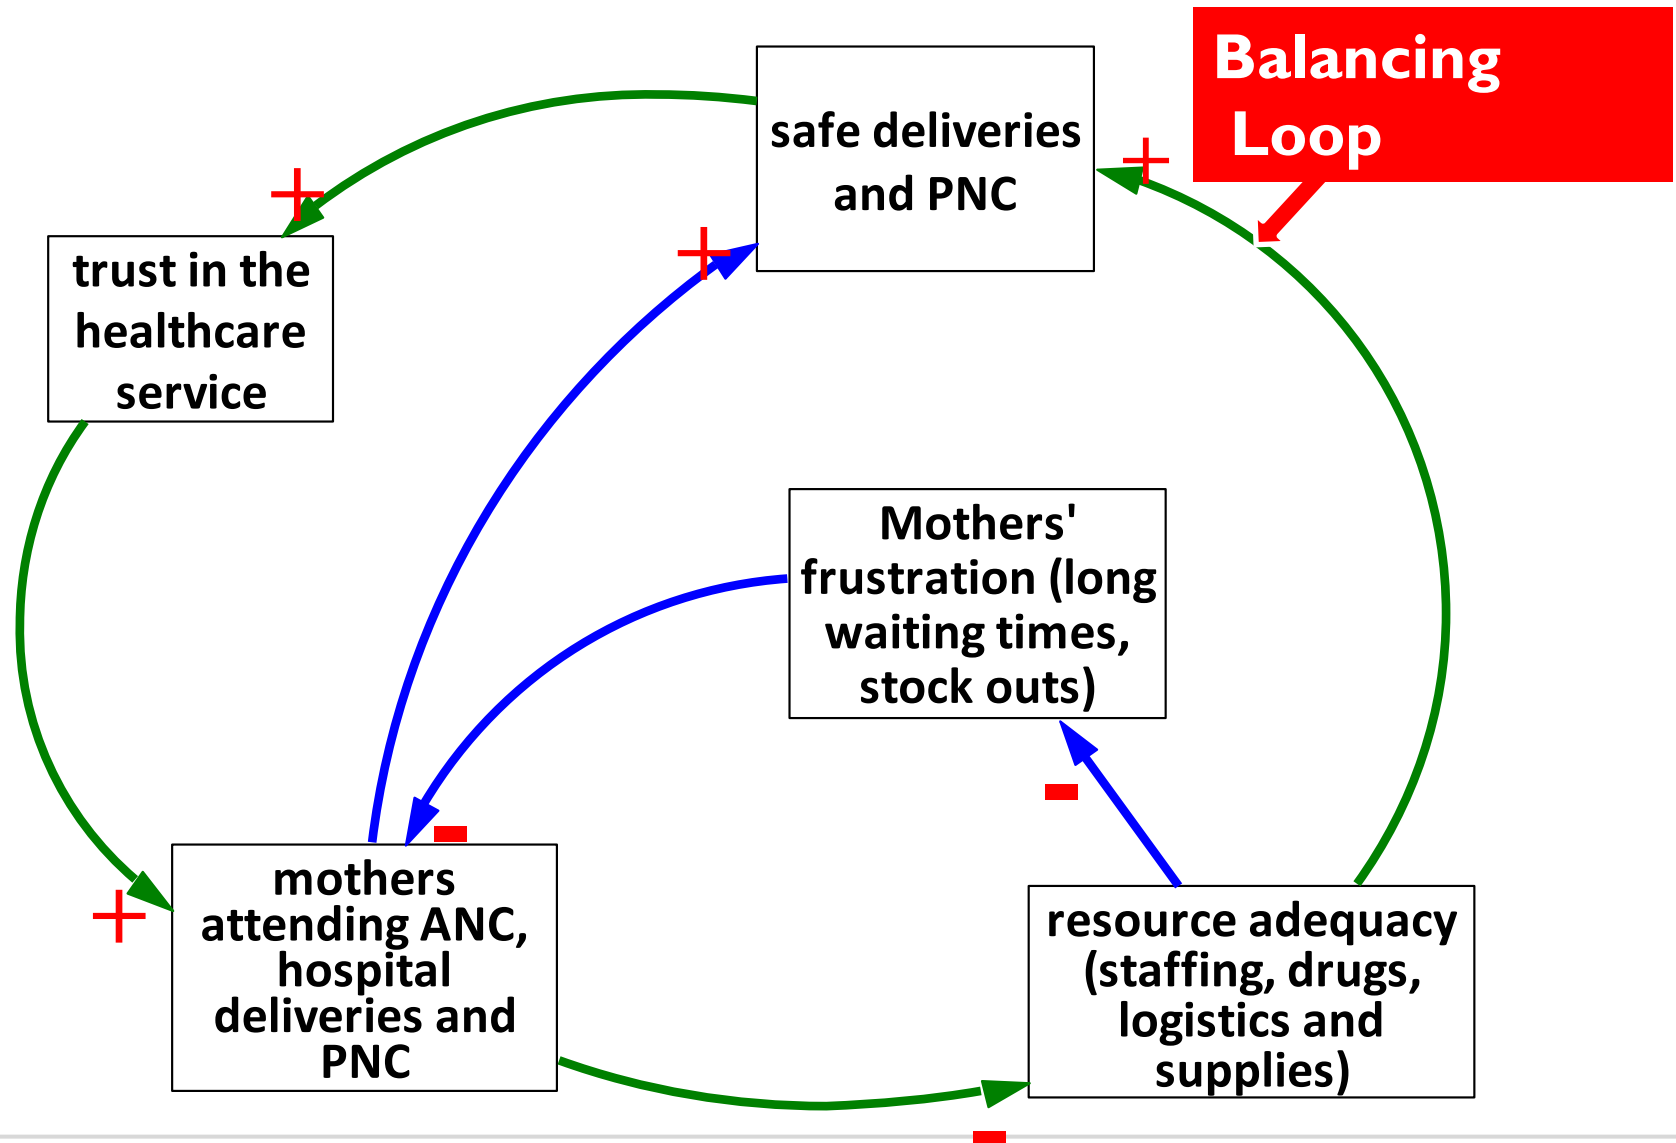 Balancing
Loop
safe deliveries
and PNC
+
+
+
trust in the
healthcare
service
Mothers'
frustration (long
waiting times,
stock outs)
-
-
mothers
attending ANC,
hospital
deliveries and
PNC
+
resource adequacy
(staffing, drugs,
logistics and
supplies)
-